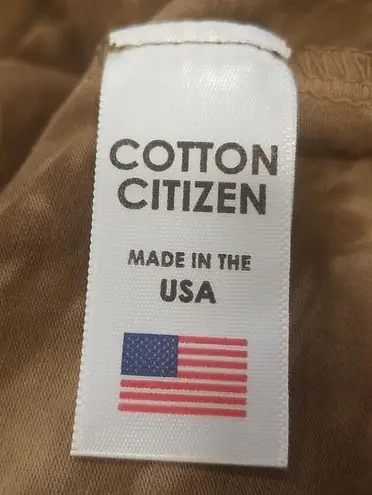 COTTON
CITIZEN
MADE IN THE
USA